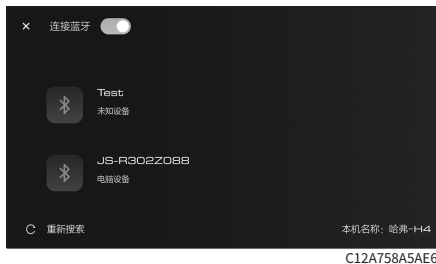 × 连接蓝牙
Test
未知设备
JS-R302Z088
电脑设备
重新搜索
本机名称：哈弗-H4
C12A758A5AE6